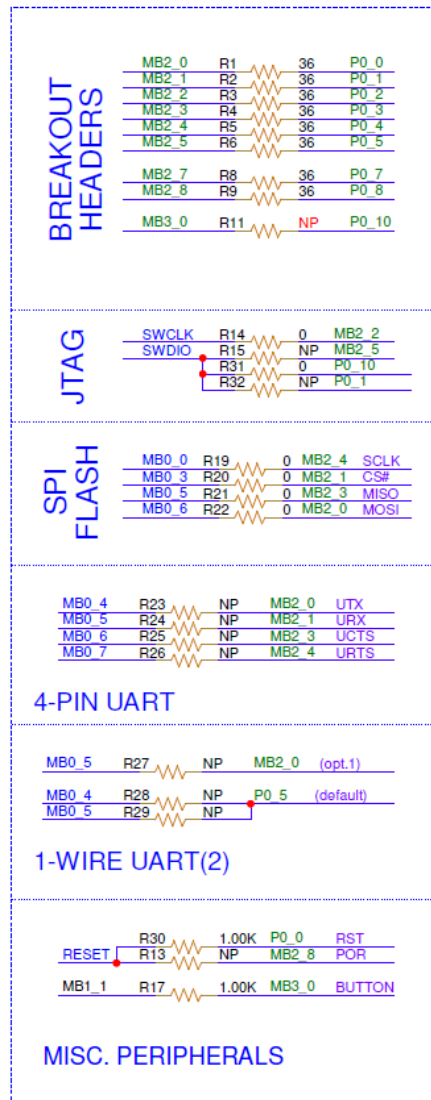 BREAKOUT
HEADERS
MB2_0 R1 36 P0_0
MB2_1 R2 36 P0_1
MB2_2 R3 36 P0_2
MB2_3 R4 36 P0_3
MB2_4 R5 36 P0_4
MB2_5 R6 36 P0_5
MB2_7 R8 36 P0_7
MB2_8 R9 36 P0_8
MB3_0 R11 NP P0_10
JTAG
SWCLK R14 0 MB2_2
SWDIO R15 NP MB2_5
R31 0 P0_10
R32 NP P0_1
SPI
FLASH
MB0_0 R19 0 MB2_4 SCLK
MB0_3 R20 0 MB2_1 CS#
MB0_5 R21 0 MB2_3 MISO
MB0_6 R22 0 MB2_0 MOSI
MB0_4 R23 NP MB2_0 UTX
MB0_5 R24 NP MB2_1 URX
MB0_6 R25 NP MB2_3 UCTS
MB0_7 R26 NP MB2_4 URTS
4-PIN UART
MB0_5 R27 NP MB2_0 (opt.1)
MB0_4 R28 NP P0_5 (default)
MB0_5 R29 NP
1-WIRE UART(2)
R30 1.00K P0_0 RST
RESET R13 NP MB2_8 POR
MB1_1 R17 1.00K MB3_0 BUTTON
MISC. PERIPHERALS